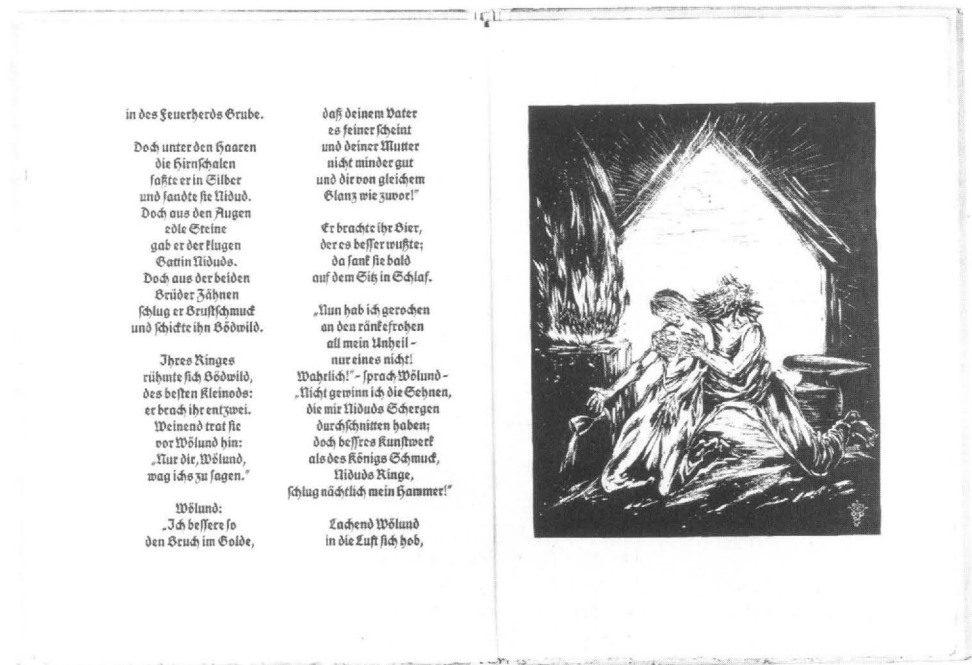 in des Feuerherds Grube.
Doch unter den Haaren
die Hirnschalen
faßte er in Silber
und sandte sie Nidud.
Doch aus den Augen
edle Steine
gab er der klugen
Gattin Niduds.
Doch aus der beiden
Brüder Zähnen
schlug er Brustschmuck
und schickte ihn Bödwild.
Ihres Ringes
rühmte sich Bödwild,
des besten Kleinods:
er brach ihr entzwei.
Weinend trat sie
vor Wölund hin:
„Nur dir, Wölund,
wag ichs zu sagen.“
Wölund:
„Ich bessere so
den Bruch im Golde,
daß deinem Vater
es feiner scheint
und deiner Mutter
nicht minder gut
und dir von gleichem
Glanz wie zuvor!“
Er brachte ihr Bier,
der es besser wußte;
da sank sie bald
auf dem Sitz in Schlaf.
„Nun hab ich gerochen
an den ränkefrohen
all mein Unheil –
nur eines nicht!
Wahrlich!“ – sprach Wölund –
„Nicht gewinn ich die Sehnen,
die mir Niduds Schergen
durchschnitten haben;
doch bessres Kunstwerk
als des Königs Schmuck,
Niduds Ringe,
schlug nächtlich mein Hammer!“
Lachend Wölund
in die Luft sich hob,